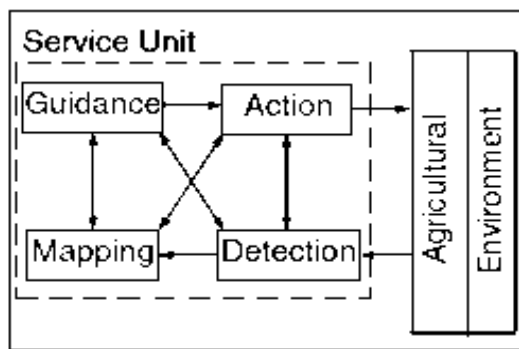 Service Unit
Guidance
Action
Mapping
Detection
Agricultural
Environment